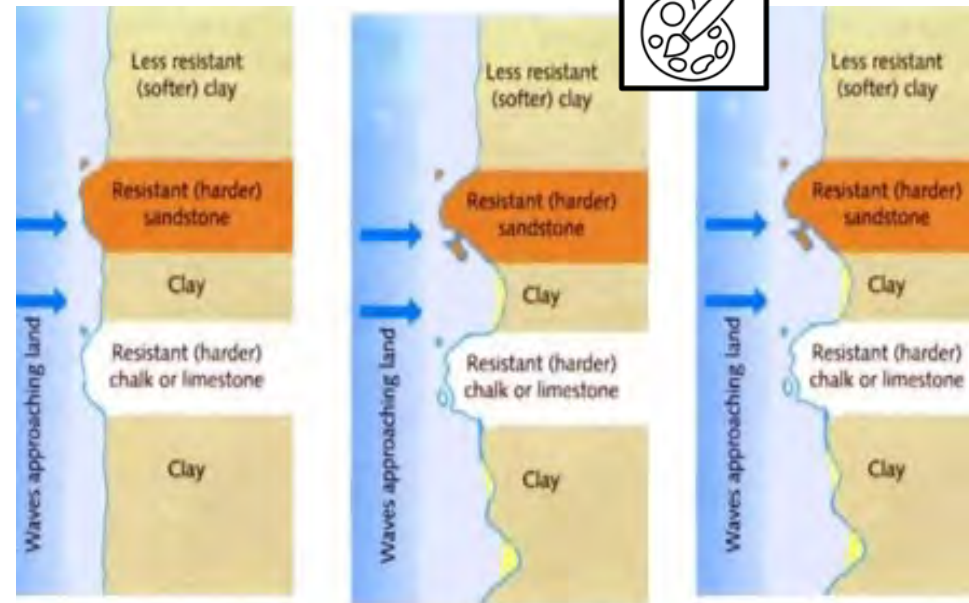 Less resistant
(softer) clay
Resistant (harder)
sandstone
Clay
Resistant (harder)
chalk or limestone
Clay
Waves approaching land
Less resistant
(softer) clay
Resistant (harder)
sandstone
Clay
Resistant (harder)
chalk or limestone
Clay
Waves approaching land
Less resistant
(softer) clay
Resistant (harder)
sandstone
Clay
Resistant (harder)
chalk or limestone
Clay
Waves approaching land